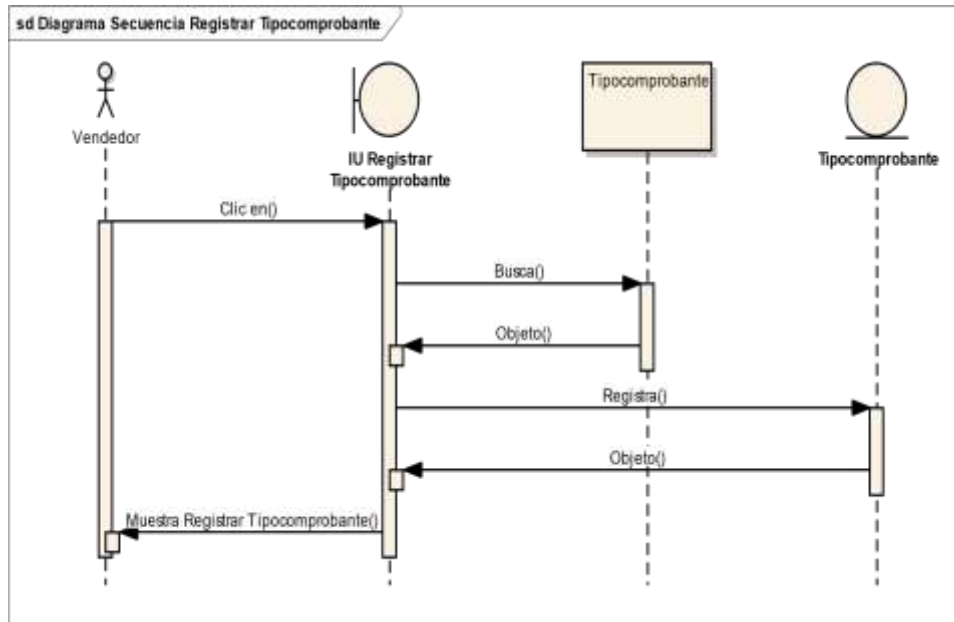 sd Diagrama Secuencia Registrar Tipocomprobante
Vendedor
IU Registrar
Tipocomprobante
Tipocomprobante
Tipocomprobante
Clic en()
Busca()
Objeto()
Registra()
Objeto()
Muestra Registrar Tipocomprobante()